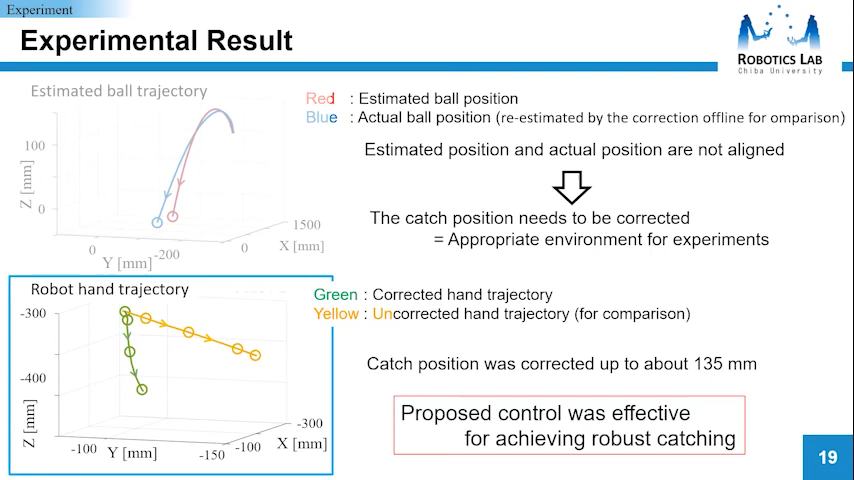 Experiment
Experimental Result
ROBOTICS LAB
Chiba University
Estimated ball trajectory
Red : Estimated ball position
Blue : Actual ball position (re-estimated by the correction offline for omparison)
Estimated position and actual position are not aligned
The catch position needs to be corrected
= Appropriate environment for experiments
100
0
Z [mm]
0
-200
Y [mm]
0
1500
X [mm]
Robot hand trajectory
Green : Corrected hand trajectory
Yellow : Uncorrected hand trajectory (for comparison)
Catch position was corrected up to about 135 mm
Proposed control was effective
for achieving robust catching
-300
-400
Z [mm]
-100
Y [mm]
-150
-100
-300
X [mm]
19